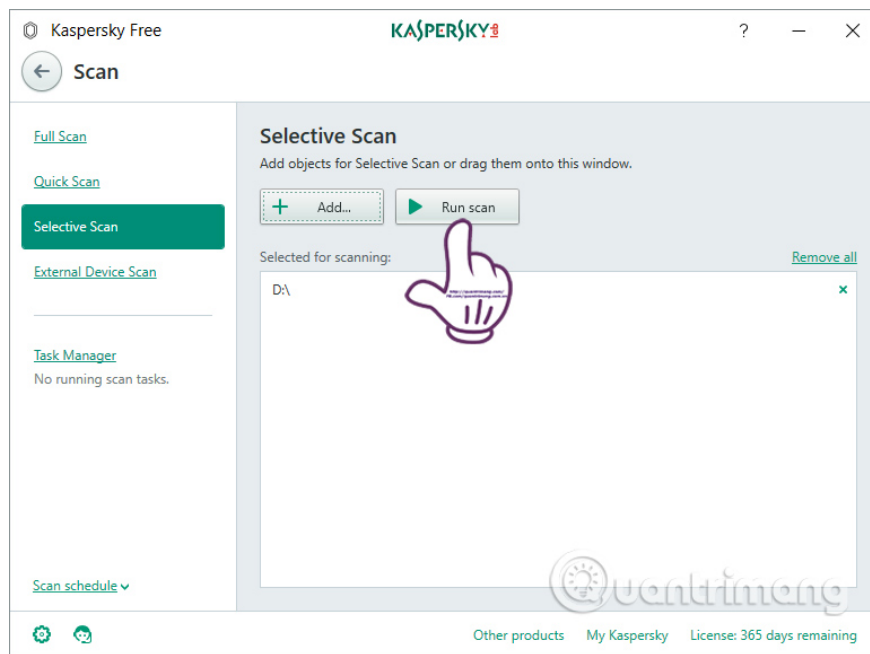 Kaspersky Free
KASPERSKY
?
Scan
Full Scan
Quick Scan
Selective Scan
External Device Scan
Task Manager
No running scan tasks.
Scan schedule
Selective Scan
Add objects for Selective Scan or drag them onto this window.
Add...
Run scan
Selected for scanning:
Remove all
D:\
Quantrimang
Other products
My Kaspersky
License: 365 days remaining